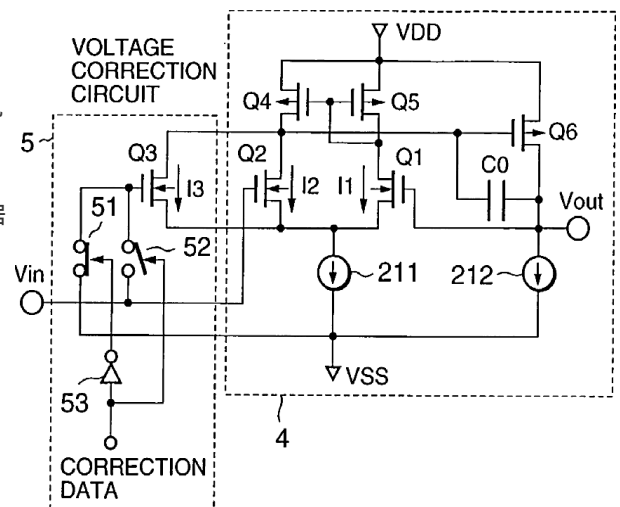 VOLTAGE
CORRECTION
CIRCUIT
VDD
5
Q4
Q5
Q3
Q2
Q1
Q6
C0
I3
I2
I1
51
52
Vout
Vin
211
212
53
VSS
4
CORRECTION
DATA